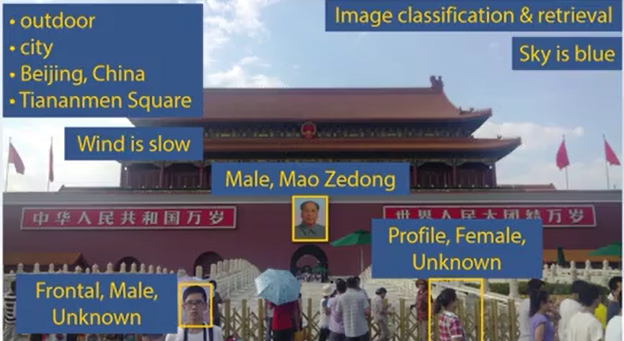 • outdoor
• city
• Beijing, China
• Tiananmen Square
Image classification & retrieval
Sky is blue
Wind is slow
Male, Mao Zedong
中华人民共和国万岁
世界人民大团结万岁
Profile, Female,
Unknown
Frontal, Male,
Unknown